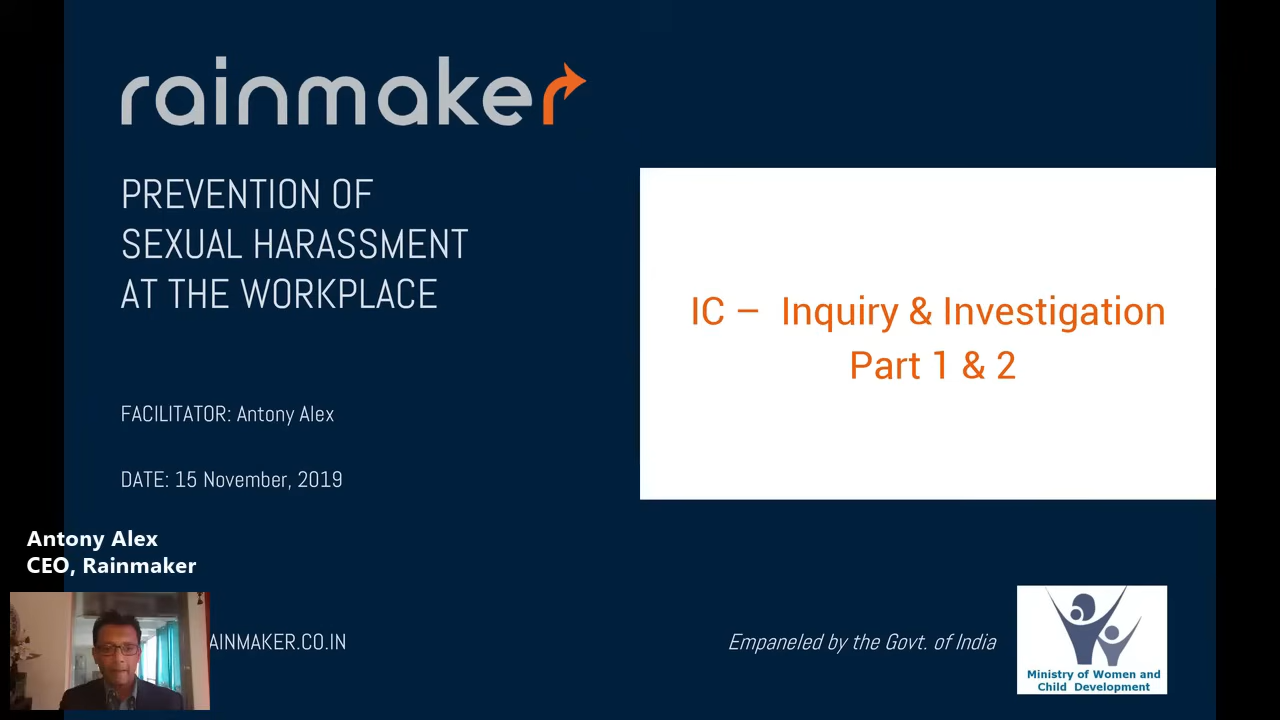 rainmaker
PREVENTION OF
SEXUAL HARASSMENT
AT THE WORKPLACE
IC – Inquiry & Investigation
Part 1 & 2
FACILITATOR: Antony Alex
DATE: 15 November, 2019
Antony Alex
CEO, Rainmaker
AINMAKER.CO.IN
Empaneled by the Govt. of India
Ministry of Women and
Child Development